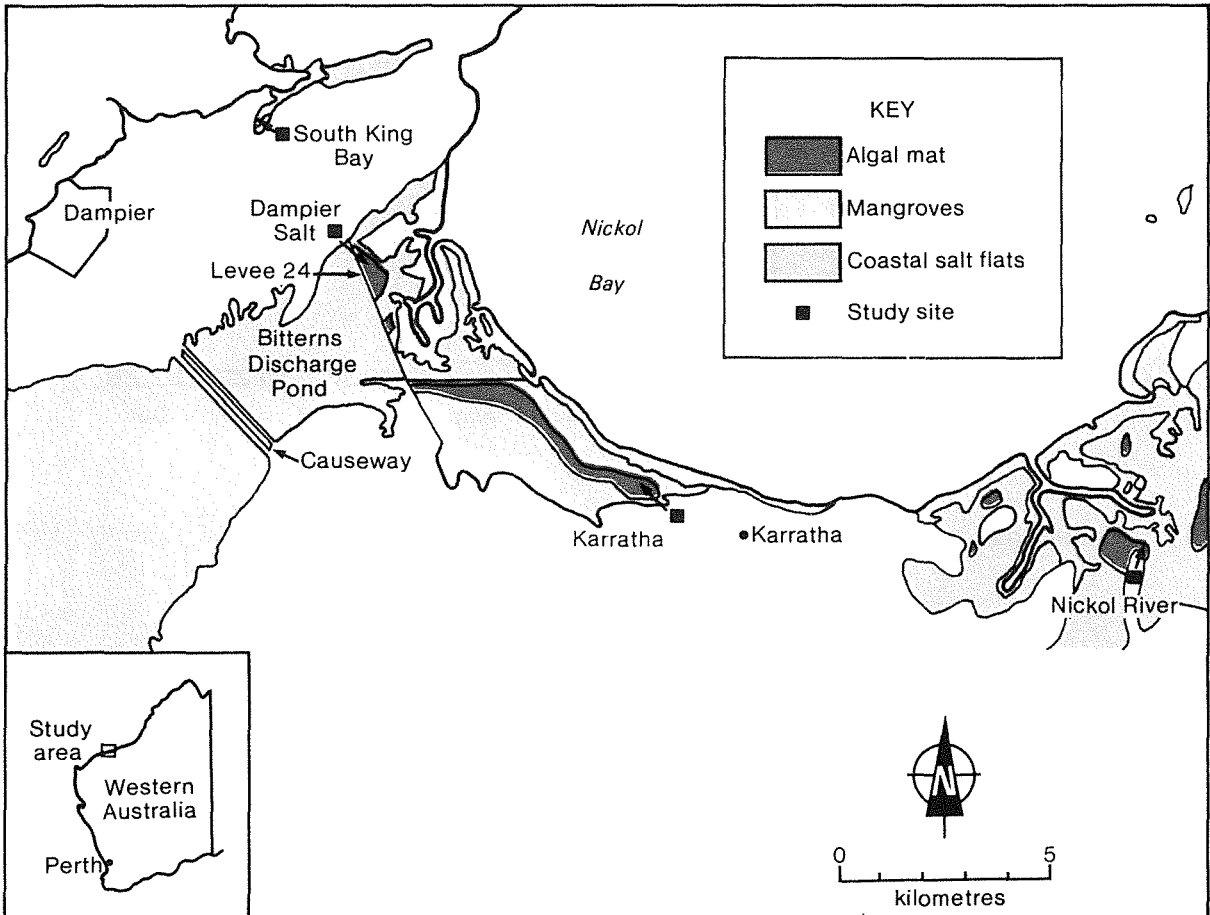 KEY
Algal mat
Mangroves
Coastal salt flats
Study site
South King
Bay
Dampier
Dampier
Salt
Levee 24
Nickol
Bay
Bitterns
Discharge
Pond
Causeway
Karratha
Karratha
Nickol River
Study
area
Western
Australia
Perth
N
0 5
kilometres